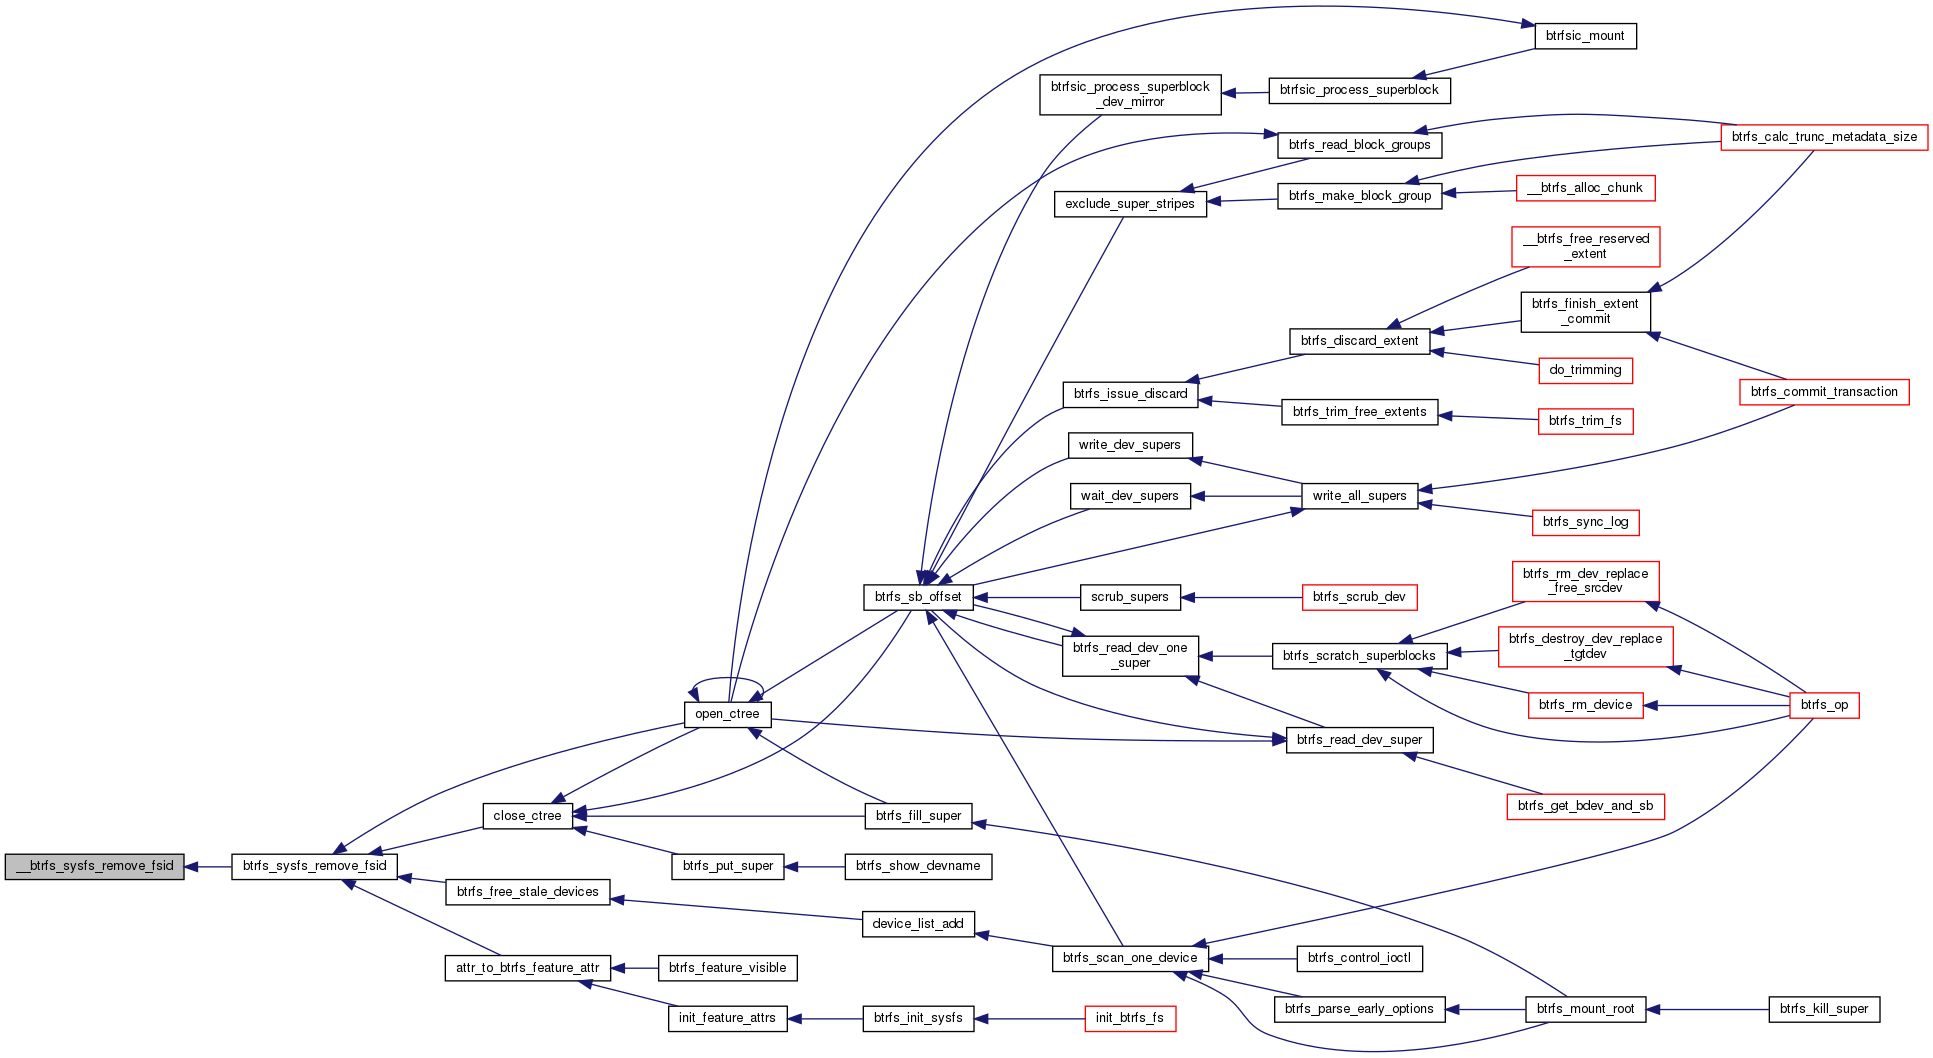 btrfsic_mount
btrfsic_process_superblock
_dev_mirror
btrfsic_process_superblock
btrfs_calc_trunc_metadata_size
btrfs_read_block_groups
__btrfs_alloc_chunk
btrfs_make_block_group
exclude_super_stripes
__btrfs_free_reserved
_extent
btrfs_finish_extent
_commit
btrfs_discard_extent
do_trimming
btrfs_issue_discard
btrfs_commit_transaction
btrfs_trim_free_extents
btrfs_trim_fs
write_dev_supers
wait_dev_supers
write_all_supers
btrfs_sync_log
btrfs_rm_dev_replace
_free_srcdev
btrfs_sb_offset
scrub_supers
btrfs_scrub_dev
btrfs_destroy_dev_replace
_tgtdev
btrfs_read_dev_one
_super
btrfs_scratch_superblocks
btrfs_rm_device
btrfs_op
open_ctree
btrfs_read_dev_super
btrfs_get_bdev_and_sb
close_ctree
btrfs_fill_super
__btrfs_sysfs_remove_fsid
btrfs_sysfs_remove_fsid
btrfs_put_super
btrfs_show_devname
btrfs_free_stale_devices
device_list_add
btrfs_scan_one_device
btrfs_control_ioctl
attr_to_btrfs_feature_attr
btrfs_feature_visible
btrfs_parse_early_options
btrfs_mount_root
btrfs_kill_super
init_feature_attrs
btrfs_init_sysfs
init_btrfs_fs